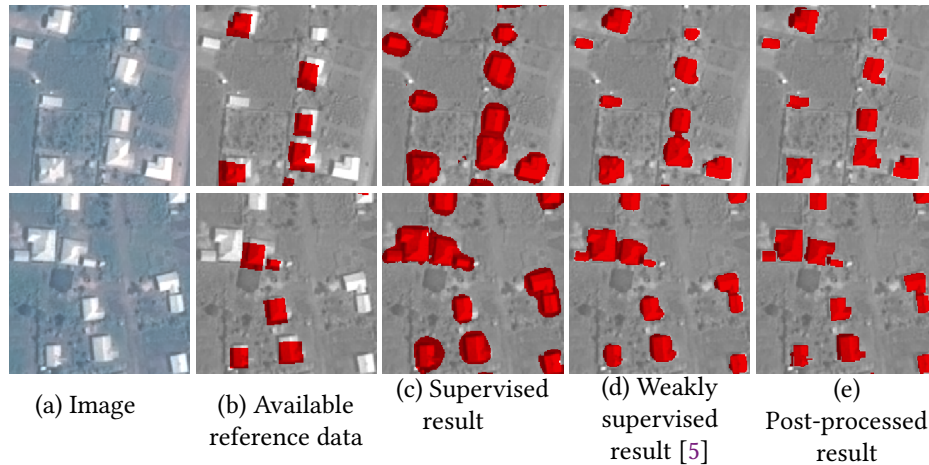 (a) Image
(b) Available
reference data
(c) Supervised
result
(d) Weakly
supervised
result [5]
(e)
Post-processed
result